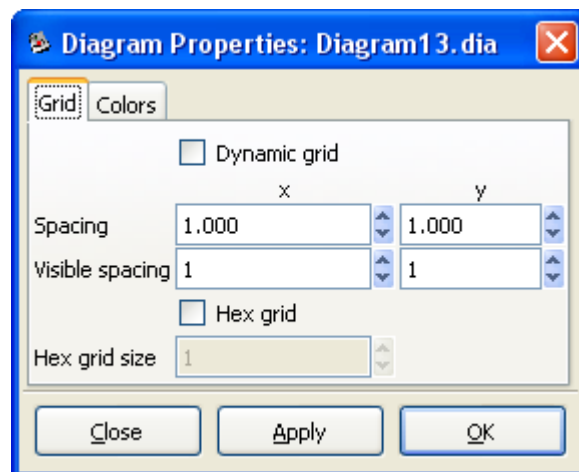 Diagram Properties: Diagram13.dia
Grid Colors
Dynamic grid
x y
Spacing 1.000 1.000
Visible spacing 1 1
Hex grid
Hex grid size 1
Close Apply OK